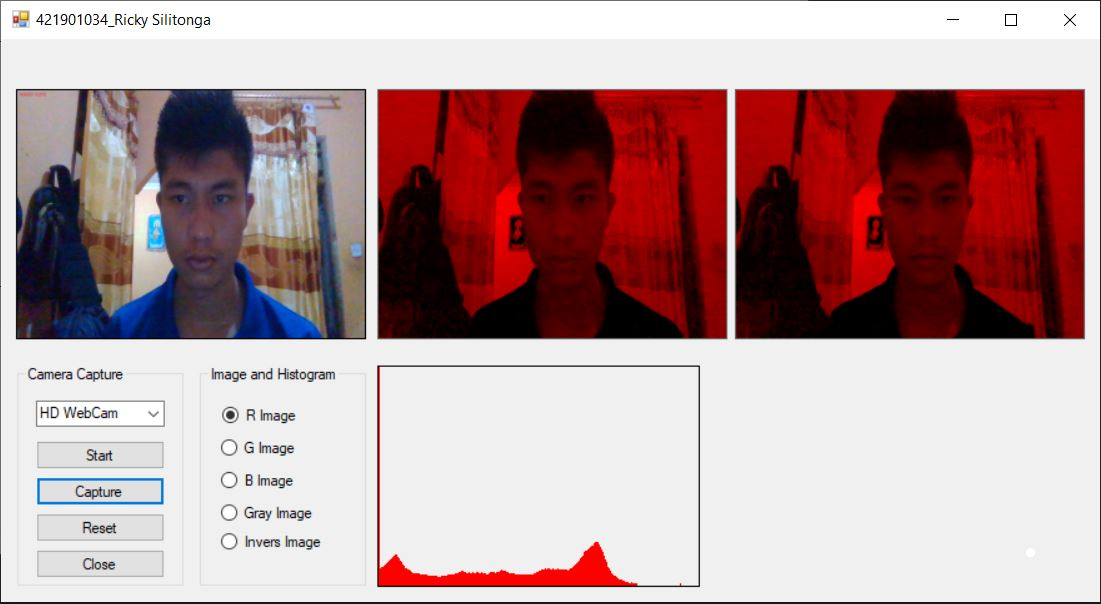 421901034_Ricky Silitonga
Camera Capture
HD WebCam
Start
Capture
Reset
Close
Image and Histogram
R Image
G Image
B Image
Gray Image
Invers Image